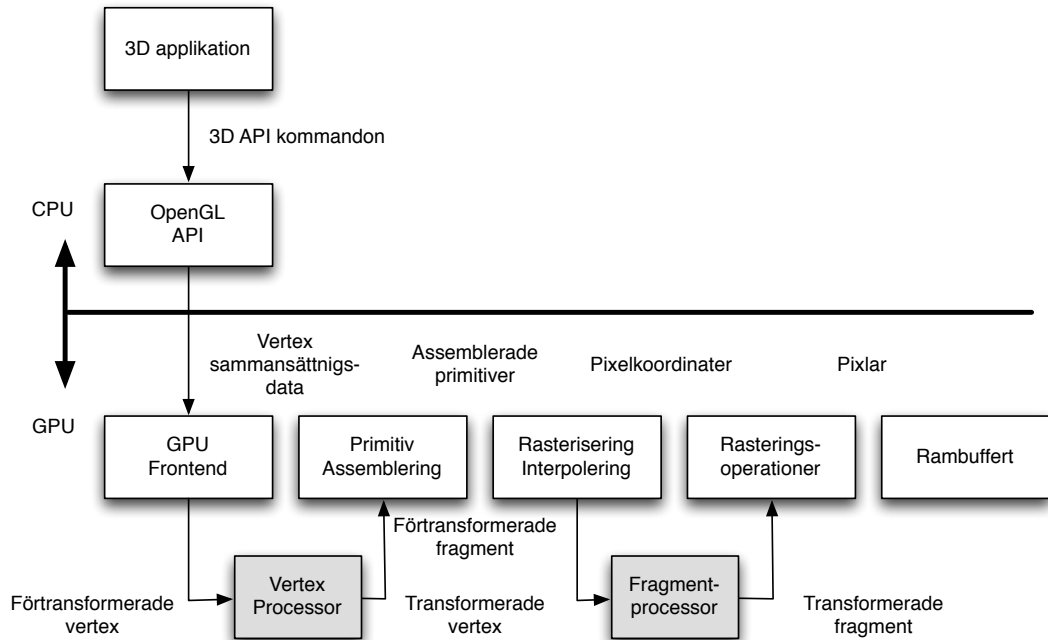 3D applikation
3D API kommandon
CPU
OpenGL
API
Vertex
sammansättnigs-
data
Assemblerade
primitiver
Pixelkoordinater
Pixlar
GPU
GPU
Frontend
Primitiv
Assemblering
Rasterisering
Interpolering
Rasterings-
operationer
Rambuffert
Förtransformerade
fragment
Vertex
Processor
Fragment-
processor
Förtransformerade
vertex
Transformerade
vertex
Transformerade
fragment